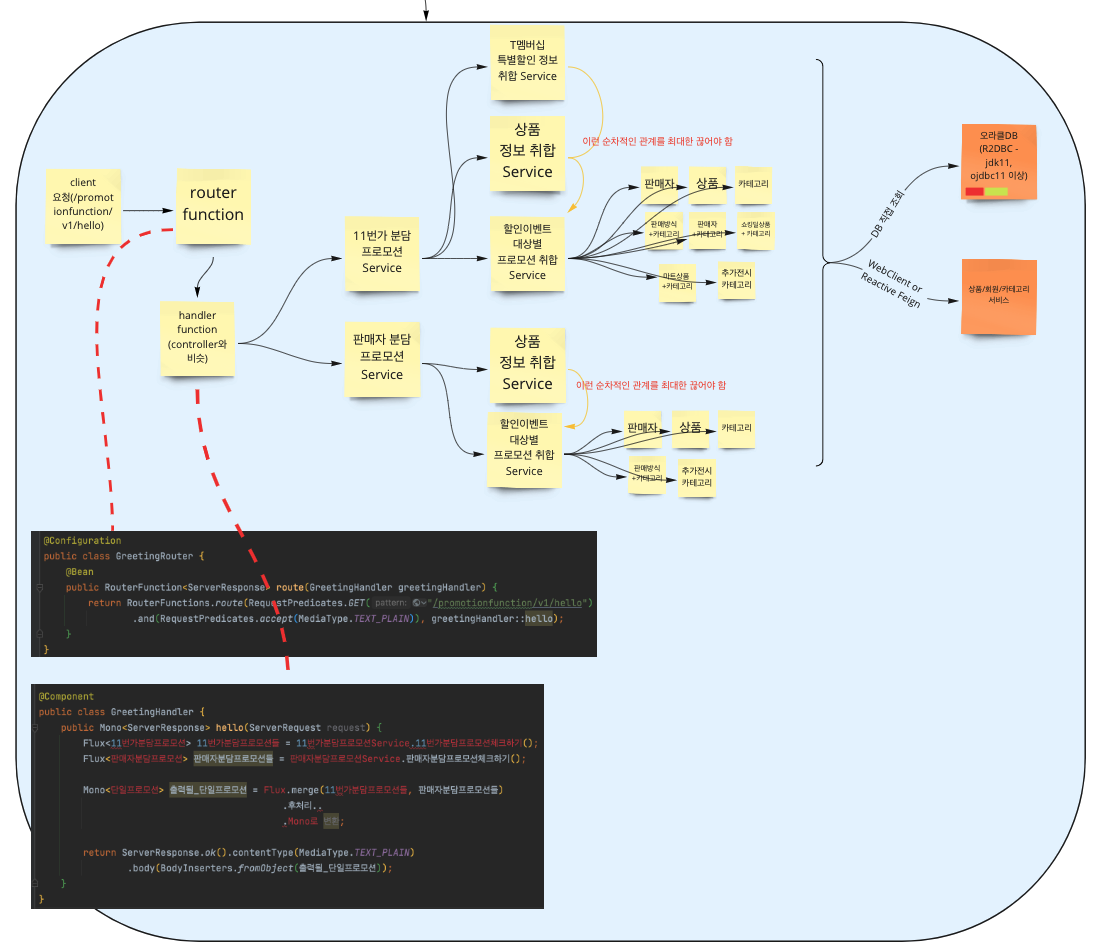 client
요청(/promot
ionfunction/
v1/hello)
router
function
handler
function
(controller와
비슷)
11번가 분담
프로모션
Service
판매자 분담
프로모션
Service
T멤버십
특별할인 정보
취합 Service
상품
정보 취합
Service
이런 순차적인 관계를 최대한 끊어야 함
할인이벤트
대상별
프로모션 취합
Service
판매자
상품
카테고리
판매방식
+카테고리
판매자
+카테고리
쇼킹딜상품
+ 카테고리
마트상품
+카테고리
추가전시
카테고리
상품
정보 취합
Service
이런 순차적인 관계를 최대한 끊어야 함
할인이벤트
대상별
프로모션 취합
Service
판매자
상품
카테고리
판매방식
+카테고리
추가전시
카테고리
DB 직접 조회
WebClient or
Reactive Feign
오라클DB
(R2DBC -
jdk11,
ojdbc11 이상)
상품/회원/카테고리
서비스
@Configuration
public class GreetingRouter {
@Bean
public RouterFunction<ServerResponse> route(GreetingHandler greetingHandler) {
return RouterFunctions.route(RequestPredicates.GET( pattern: "/promotionfunction/v1/hello")
.and(RequestPredicates.accept(MediaType.TEXT_PLAIN)), greetingHandler::hello);
}
}
@Component
public class GreetingHandler {
public Mono<ServerResponse> hello(ServerRequest request) {
Flux<11번가분담프로모션> 11번가분담프로모션들 = 11번가분담프로모션Service.11번가분담프로모션체크하기();
Flux<판매자분담프로모션> 판매자분담프로모션들 = 판매자분담프로모션Service.판매자분담프로모션체크하기();
Mono<단일프로모션> 출력될_단일프로모션 = Flux.merge(11번가분담프로모션들, 판매자분담프로모션들)
.후처리..
.Mono로 변환;
return ServerResponse.ok().contentType(MediaType.TEXT_PLAIN)
.body(BodyInserters.fromObject(출력될_단일프로모션));
}
}